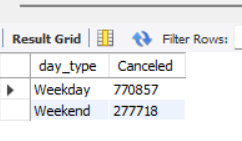 Result Grid Filter Rows:
day_type Canceled
Weekday 770857
Weekend 277718